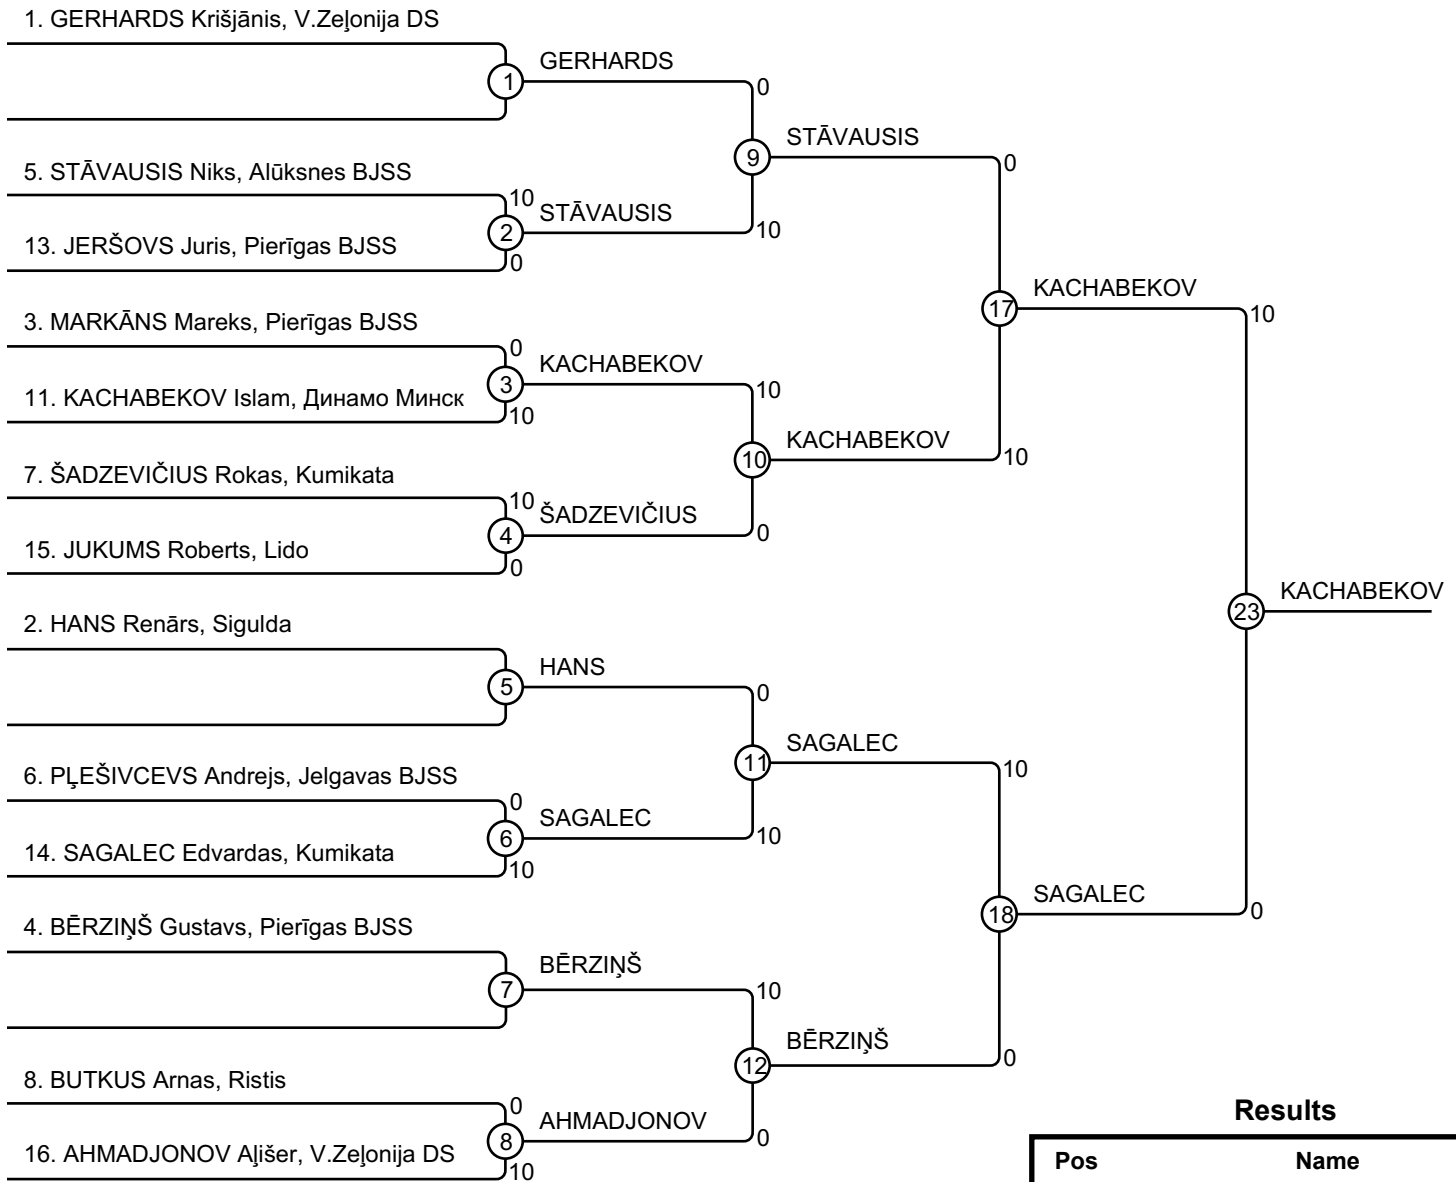 1. GERHARDS Krišjānis, V.Zeļonija DS
GERHARDS
1
0
STĀVAUSIS
9
0
5. STĀVAUSIS Niks, Alūksnes BJSS
10
STĀVAUSIS
2
10
13. JERŠOVS Juris, Pierīgas BJSS
0
KACHABEKOV
17
10
3. MARKĀNS Mareks, Pierīgas BJSS
0
KACHABEKOV
3
10
11. KACHABEKOV Islam, Динамо Минск
10
KACHABEKOV
10
10
7. ŠADZEVIČIUS Rokas, Kumikata
10
ŠADZEVIČIUS
4
0
15. JUKUMS Roberts, Lido
0
KACHABEKOV
23
2. HANS Renārs, Sigulda
HANS
5
0
SAGALEC
11
10
6. PĻEŠIVCEVS Andrejs, Jelgavas BJSS
0
SAGALEC
6
10
14. SAGALEC Edvardas, Kumikata
10
SAGALEC
18
0
4. BĒRZIŅŠ Gustavs, Pierīgas BJSS
BĒRZIŅŠ
7
10
BĒRZIŅŠ
12
0
8. BUTKUS Arnas, Ristis
0
AHMADJONOV
8
0
16. AHMADJONOV Aļišer, V.Zeļonija DS
10
Results
Pos Name